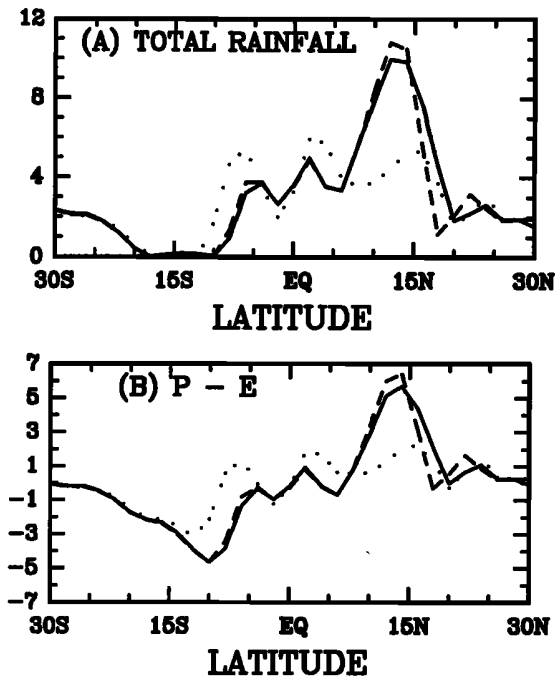 12
(A) TOTAL RAINFALL
8
4
0
30S 15S EQ 15N 30N
LATITUDE
7
(B) P – E
5
3
1
-1
-3
-5
-7
30S 15S EQ 15N 30N
LATITUDE